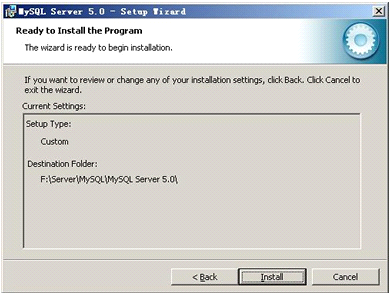 MySQL Server 5.0 - Setup Wizard
Ready to Install the Program
The wizard is ready to begin installation.
If you want to review or change any of your installation settings, click Back. Click Cancel to
exit the wizard.
Current Settings:
Setup Type:
Custom
Destination Folder:
F:\Server\MySQL\MySQL Server 5.0\
< Back
Install
Cancel